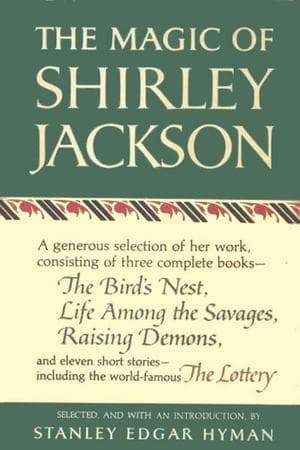 THE MAGIC OF
SHIRLEY
JACKSON
A generous selection of her work,
consisting of three complete books—
The Bird's Nest,
Life Among the Savages,
Raising Demons,
and eleven short stories—
including the world-famous The Lottery
SELECTED, AND WITH AN INTRODUCTION, BY
STANLEY EDGAR HYMAN